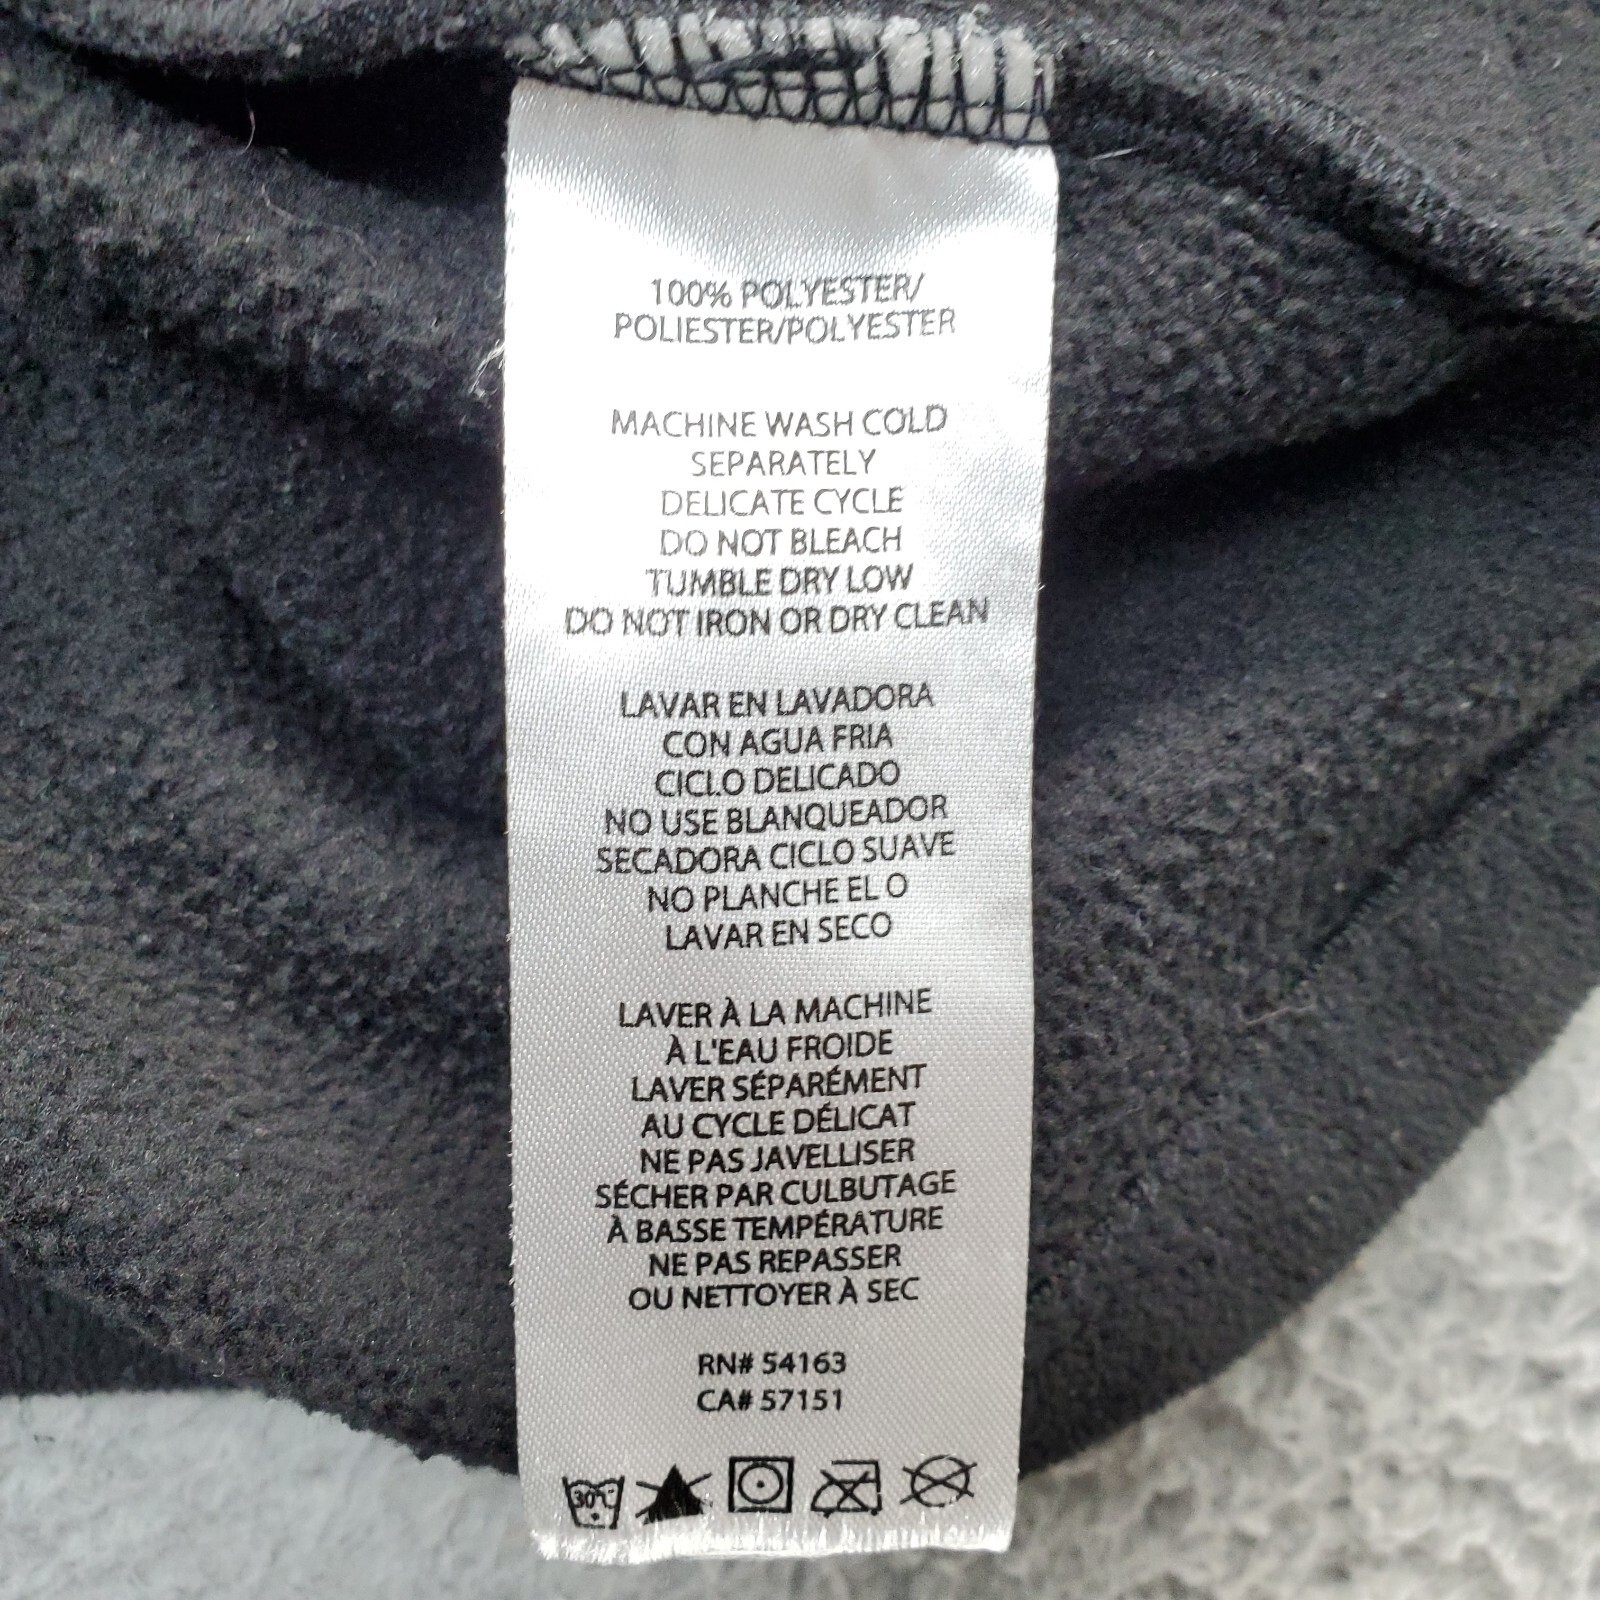 100% POLYESTER/
POLIESTER/POLYESTER
MACHINE WASH COLD
SEPARATELY
DELICATE CYCLE
DO NOT BLEACH
TUMBLE DRY LOW
DO NOT IRON OR DRY CLEAN
LAVAR EN LAVADORA
CON AGUA FRIA
CICLO DELICADO
NO USE BLANQUEADOR
SECADORA CICLO SUAVE
NO PLANCHE EL O
LAVAR EN SECO
LAVER À LA MACHINE
À L'EAU FROIDE
LAVER SÉPARÉMENT
AU CYCLE DÉLICAT
NE PAS JAVELLISER
SÉCHER PAR CULBUTAGE
À BASSE TEMPÉRATURE
NE PAS REPASSER
OU NETTOYER À SEC
RN# 54163
CA# 57151
30°C